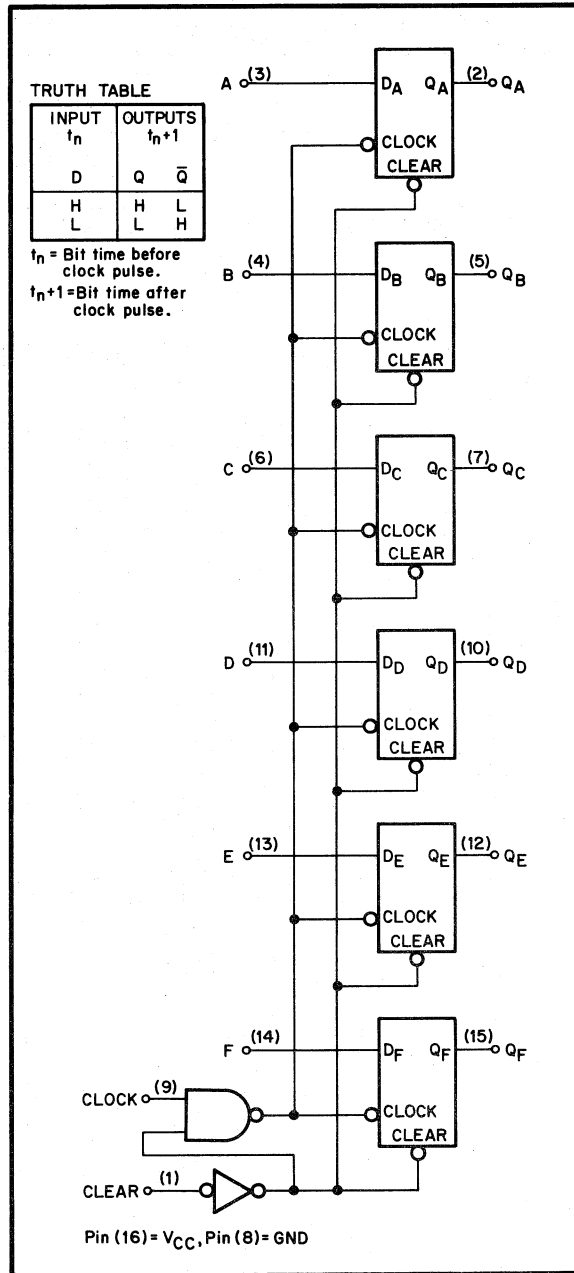 TRUTH TABLE
INPUT OUTPUTS
tn tn+1
D Q Q̄
H H L
L L H
tn = Bit time before
clock pulse.
tn+1 = Bit time after
clock pulse.
A (3) DA QA (2) QA
CLOCK
CLEAR
B (4) DB QB (5) QB
CLOCK
CLEAR
C (6) DC QC (7) QC
CLOCK
CLEAR
D (11) DD QD (10) QD
CLOCK
CLEAR
E (13) DE QE (12) QE
CLOCK
CLEAR
F (14) DF QF (15) QF
CLOCK (9) CLOCK
CLEAR
CLEAR (1)
Pin (16) = VCC, Pin (8) = GND